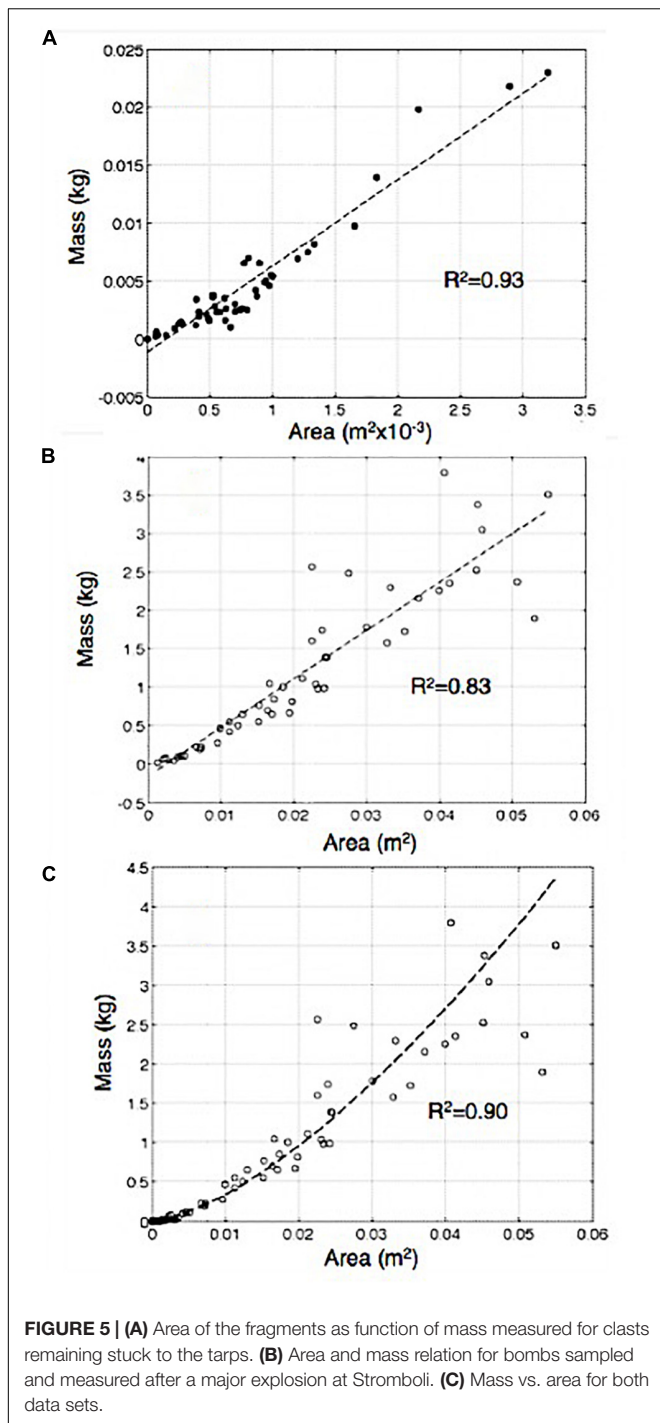 A
0.025
0.02
0.015
0.01
0.005
0
-0.005
Mass (kg)
R²=0.93
0 0.5 1 1.5 2 2.5 3 3.5
Area (m²x10-³)
B
4
3.5
3
2.5
2
1.5
1
0.5
0
-0.5
Mass (kg)
R²=0.83
0 0.01 0.02 0.03 0.04 0.05 0.06
Area (m²)
C
4.5
4
3.5
3
2.5
2
1.5
1
0.5
0
Mass (kg)
R²=0.90
0 0.01 0.02 0.03 0.04 0.05 0.06
Area (m²)
FIGURE 5 | (A) Area of the fragments as function of mass measured for clasts
remaining stuck to the tarps. (B) Area and mass relation for bombs sampled
and measured after a major explosion at Stromboli. (C) Mass vs. area for both
data sets.